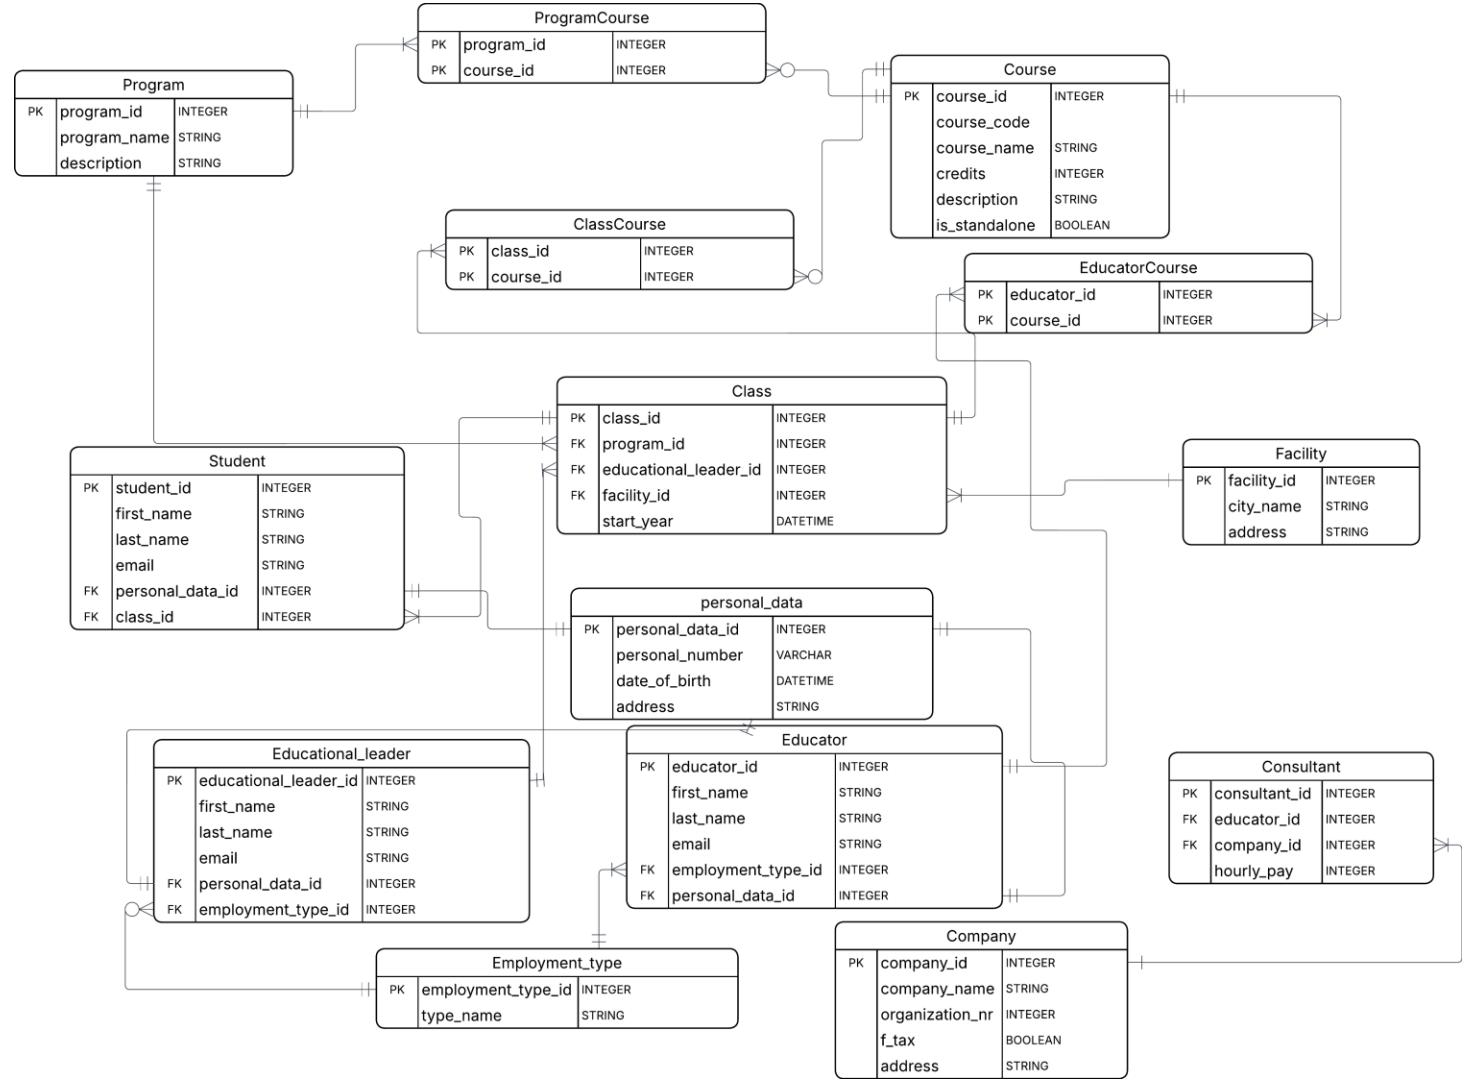 ProgramCourse
PK program_id INTEGER
PK course_id INTEGER
Program
PK program_id INTEGER
program_name STRING
description STRING
Course
PK course_id INTEGER
course_code
course_name STRING
credits INTEGER
description STRING
is_standalone BOOLEAN
ClassCourse
PK class_id INTEGER
PK course_id INTEGER
EducatorCourse
PK educator_id INTEGER
PK course_id INTEGER
Class
PK class_id INTEGER
FK program_id INTEGER
FK educational_leader_id INTEGER
FK facility_id INTEGER
start_year DATETIME
Student
PK student_id INTEGER
first_name STRING
last_name STRING
email STRING
FK personal_data_id INTEGER
FK class_id INTEGER
Facility
PK facility_id INTEGER
city_name STRING
address STRING
personal_data
PK personal_data_id INTEGER
personal_number VARCHAR
date_of_birth DATETIME
address STRING
Educational_leader
PK educational_leader_id INTEGER
first_name STRING
last_name STRING
email STRING
FK personal_data_id INTEGER
FK employment_type_id INTEGER
Educator
PK educator_id INTEGER
first_name STRING
last_name STRING
email STRING
FK employment_type_id INTEGER
FK personal_data_id INTEGER
Consultant
PK consultant_id INTEGER
FK educator_id INTEGER
FK company_id INTEGER
hourly_pay INTEGER
Employment_type
PK employment_type_id INTEGER
type_name STRING
Company
PK company_id INTEGER
company_name STRING
organization_nr INTEGER
f_tax BOOLEAN
address STRING